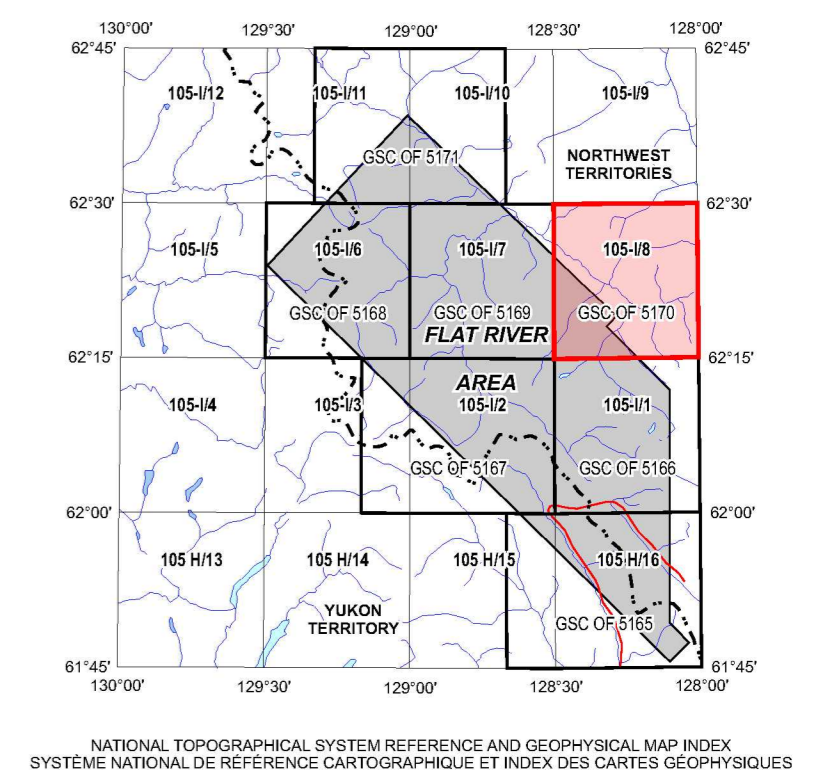 130°00' 129°.5' 129°00' 128°30' 128°00'
62°45' 62°45'
105-I/12 105-I/11 105-I/10 105-I/9
GSC OF 5171
NORTHWEST
TERRITORIES
62°30' 62°30'
105-I/5 105-I/6 105-I/7 105-I/8
GSC OF 5168 GSC OF 5169 GSC OF 5170
FLAT RIVER
62°15' 62°15'
AREA
105-I/4 105-I/3 105-I/2 105-I/1
GSC OF 5167 GSC OF 5166
62°00' 62°00'
105 H/13 105 H/14 105 H/15 105 H/16
YUKON
TERRITORY
GSC OF 5165
61°45' 61°45'
130°00' 129°.5' 129°00' 128°30' 128°00'
NATIONAL TOPOGRAPHICAL SYSTEM REFERENCE AND GEOPHYSICAL MAP INDEX
SYSTÈME NATIONAL DE RÉFÉRENCE CARTOGRAPHIQUE ET INDEX DES CARTES GÉOPHYSIQUES